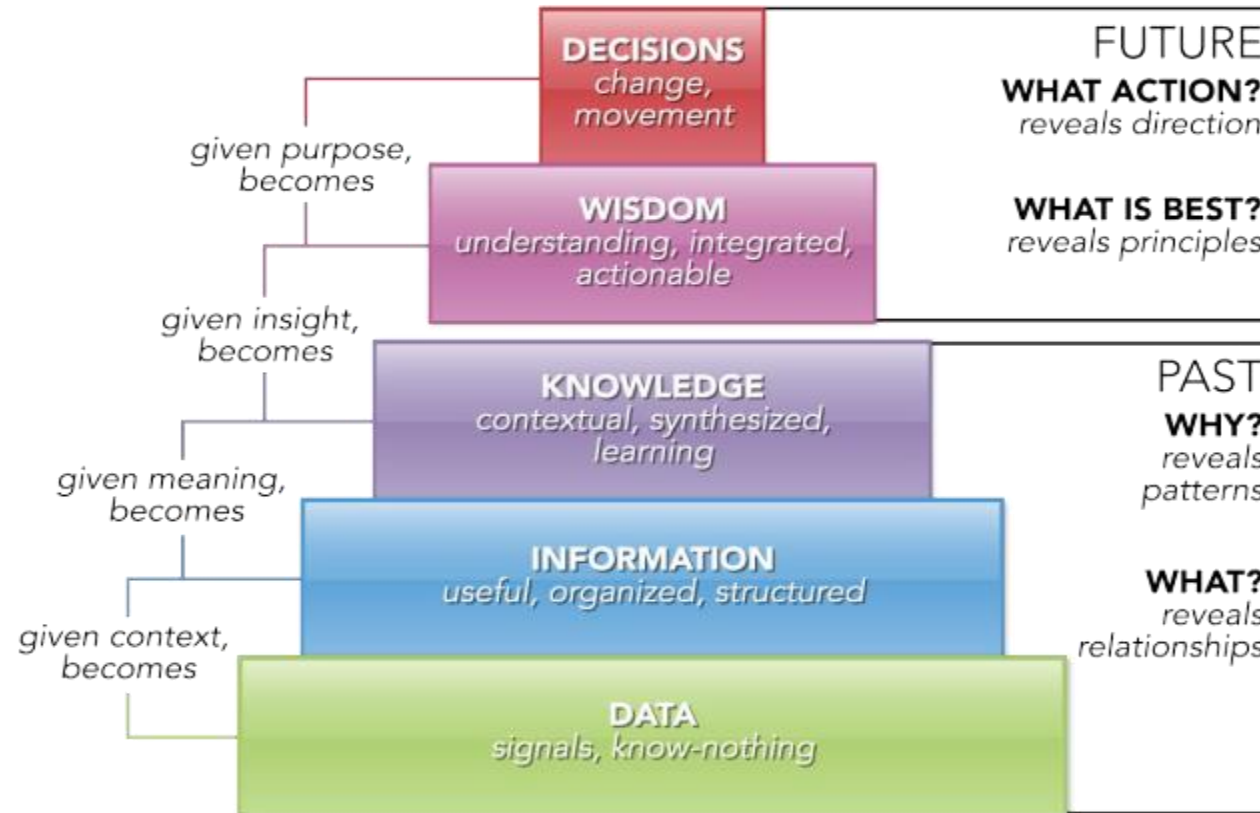 DECISIONS
change,
movement
FUTURE
WHAT ACTION?
reveals direction
given purpose,
becomes
WISDOM
understanding, integrated,
actionable
WHAT IS BEST?
reveals principles
given insight,
becomes
KNOWLEDGE
contextual, synthesized,
learning
PAST
WHY?
reveals
patterns
given meaning,
becomes
INFORMATION
useful, organized, structured
WHAT?
reveals
relationships
given context,
becomes
DATA
signals, know-nothing